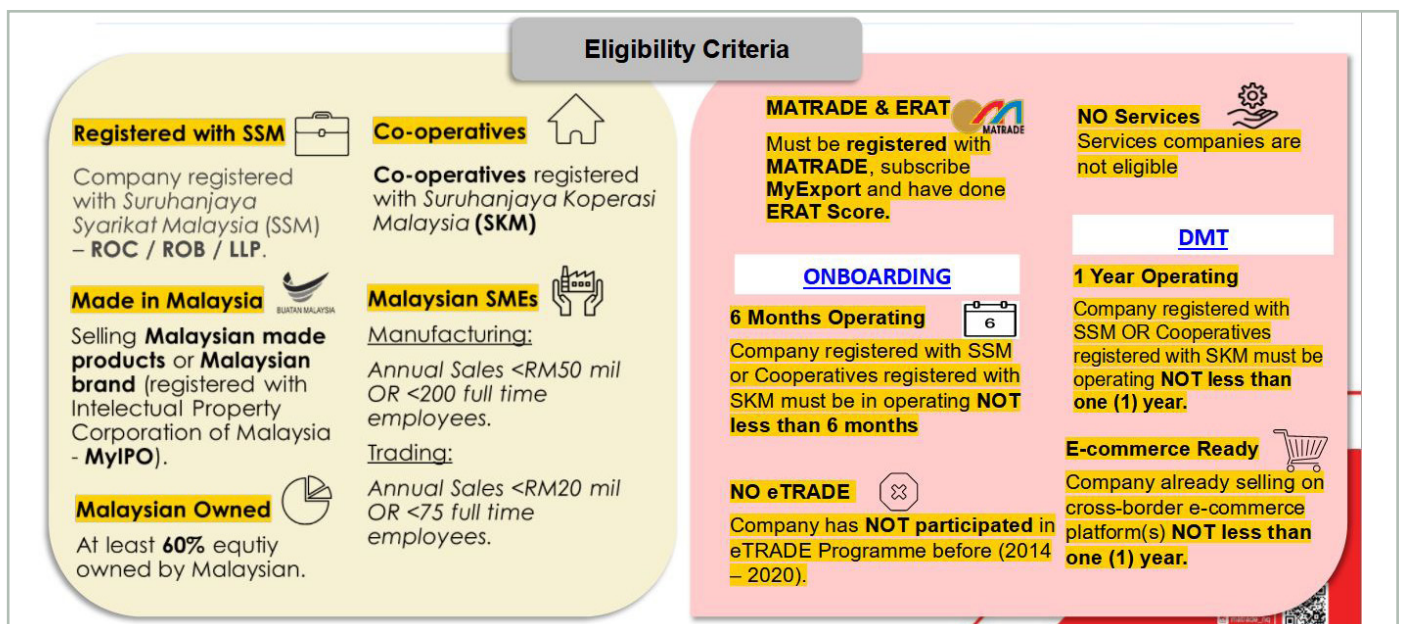 Eligibility Criteria
Registered with SSM
Company registered
with Suruhanjaya
Syarikat Malaysia (SSM)
– ROC / ROB / LLP.
Made in Malaysia
BUATAN MALAYSIA
Selling Malaysian made
products or Malaysian
brand (registered with
Intelectual Property
Corporation of Malaysia
- MyIPO).
Malaysian Owned
At least 60% equtiy
owned by Malaysian.
Co-operatives
Co-operatives registered
with Suruhanjaya Koperasi
Malaysia (SKM)
Malaysian SMEs
Manufacturing:
Annual Sales <RM50 mil
OR <200 full time
employees.
Trading:
Annual Sales <RM20 mil
OR <75 full time
employees.
MATRADE & ERAT
MATRADE
Must be registered with
MATRADE, subscribe
MyExport and have done
ERAT Score.
ONBOARDING
6 Months Operating
6
Company registered with SSM
or Cooperatives registered with
SKM must be in operating NOT
less than 6 months
NO eTRADE
Company has NOT participated in
eTRADE Programme before (2014
– 2020).
NO Services
Services companies are
not eligible
DMT
1 Year Operating
Company registered with
SSM OR Cooperatives
registered with SKM must be
operating NOT less than
one (1) year.
E-commerce Ready
Company already selling on
cross-border e-commerce
platform(s) NOT less than
one (1) year.
matrade_hq